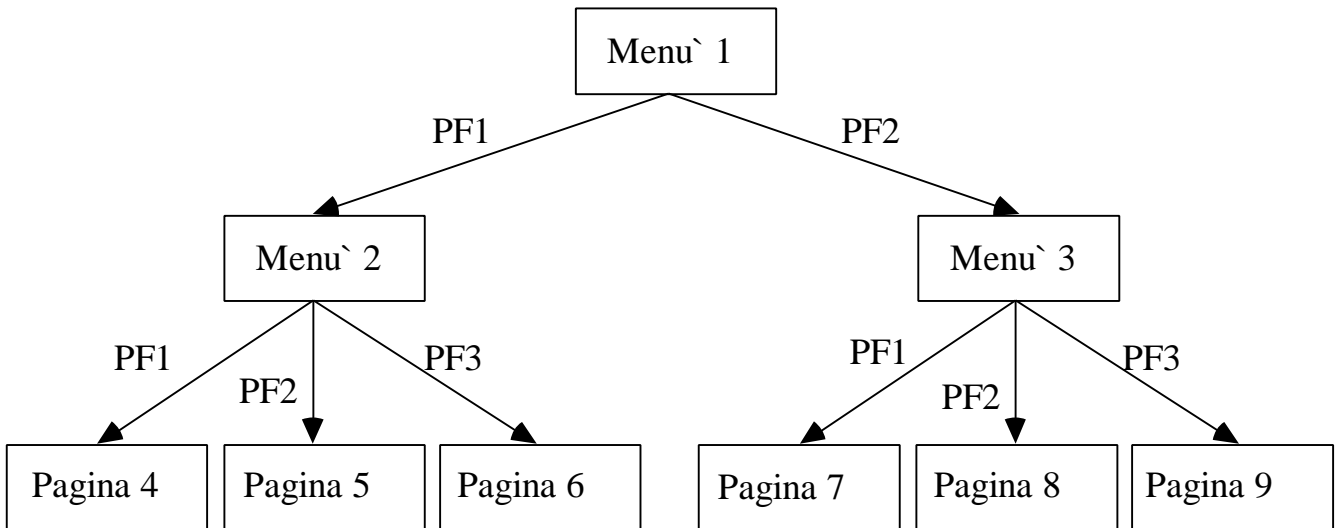 Menu` 1
PF1
PF2
Menu` 2
Menu` 3
PF1
PF2
PF3
PF1
PF2
PF3
Pagina 4
Pagina 5
Pagina 6
Pagina 7
Pagina 8
Pagina 9